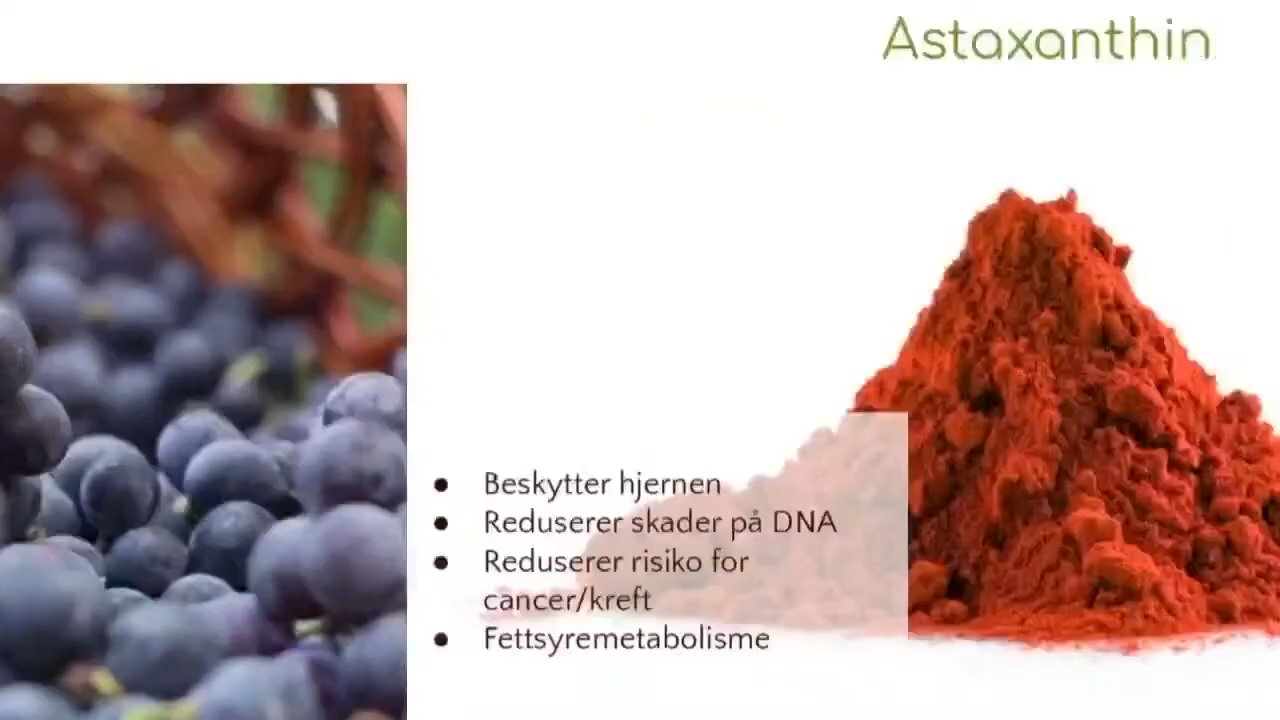 Astaxanthin
● Beskytter hjernen
● Reduserer skader på DNA
● Reduserer risiko for
cancer/kreft
● Fettsyremetabolisme